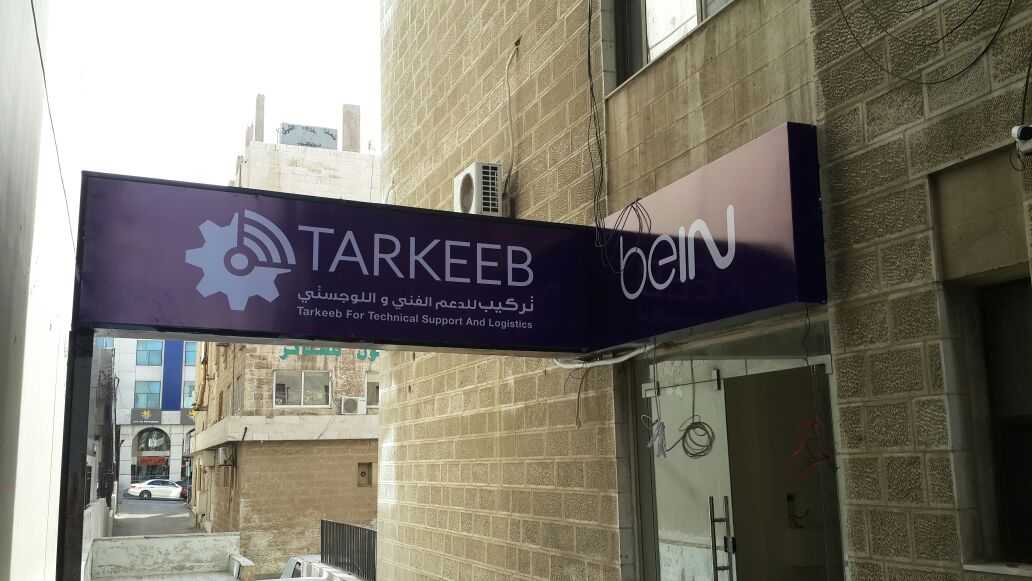 TARKEEB
تركيب للدعم الفني و اللوجستي
Tarkeeb For Technical Support And Logistics
beIN